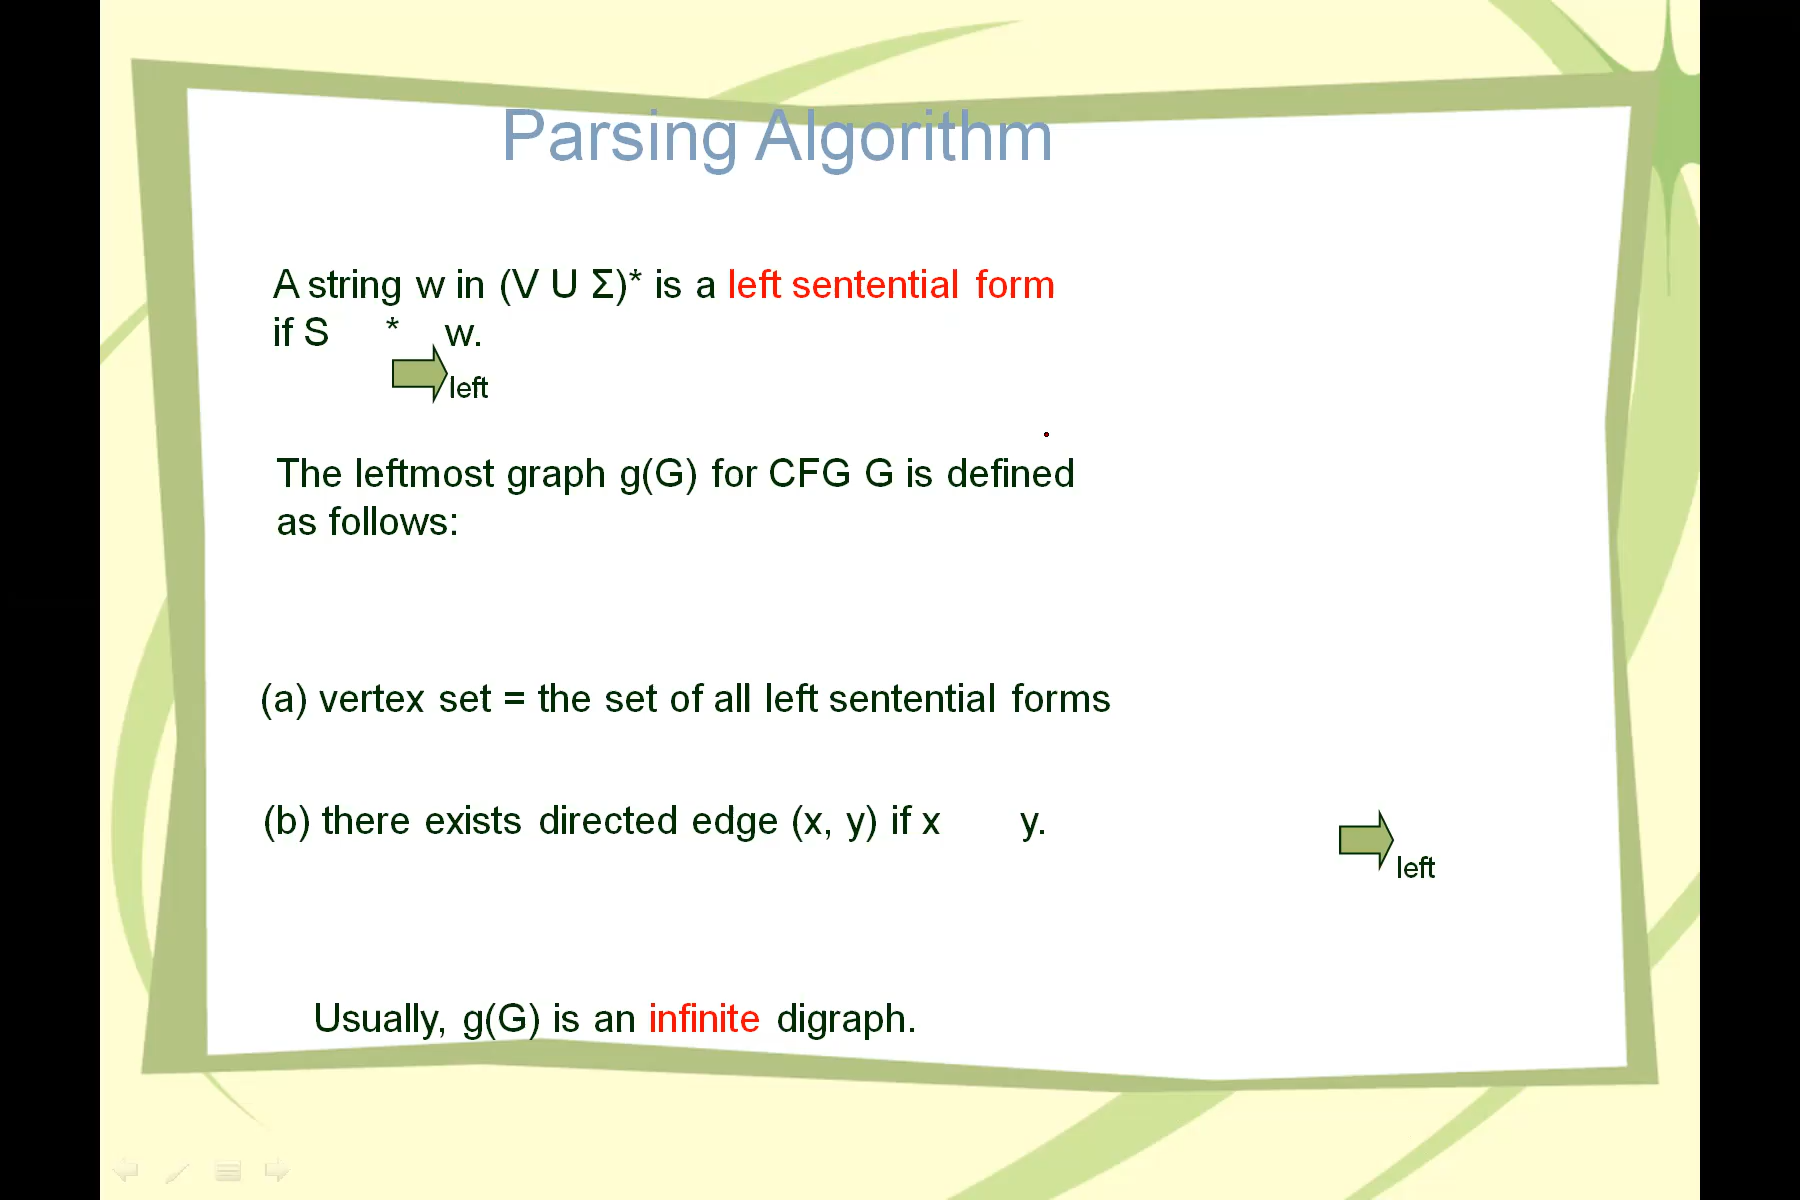 Parsing Algorithm
A string w in (V U Σ)* is a left sentential form
if S * w.
left
The leftmost graph g(G) for CFG G is defined
as follows:
(a) vertex set = the set of all left sentential forms
(b) there exists directed edge (x, y) if x y.
left
Usually, g(G) is an infinite digraph.